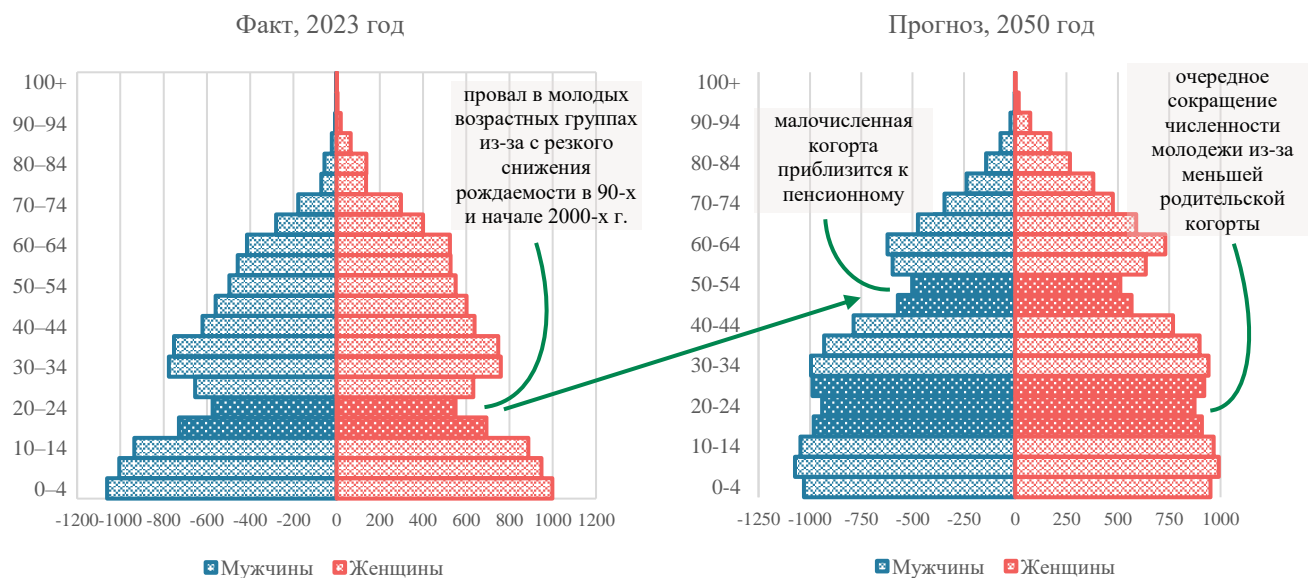 Факт, 2023 год
100+
90–94
80–84
70–74
60–64
50–54
40–44
30–34
20–24
10–14
0–4
-1200 -1000 -800 -600 -400 -200 0 200 400 600 800 1000 1200
провал в молодых
возрастных группах
из-за с резкого
снижения
рождаемости в 90-х
и начале 2000-х г.
Мужчины Женщины
Прогноз, 2050 год
100+
90-94
80-84
70-74
60-64
50-54
40-44
30-34
20-24
10-14
0-4
-1250 -1000 -750 -500 -250 0 250 500 750 1000
малочисленная
когорта
приблизится к
пенсионному
очередное
сокращение
численности
молодежи из-за
меньшей
родительской
когорты
Мужчины Женщины